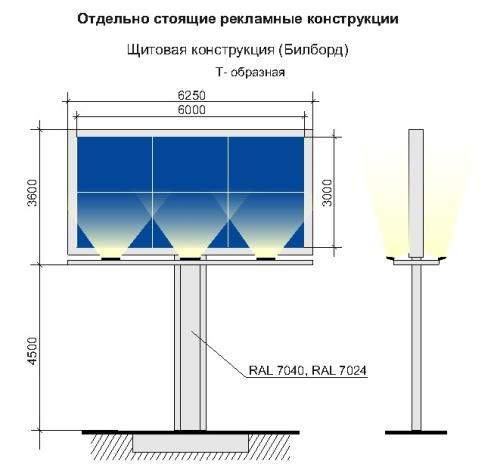 Отдельно стоящие рекламные конструкции
Щитовая конструкция (Билборд)
Т- образная
6250
6000
3600
3000
4500
RAL 7040, RAL 7024